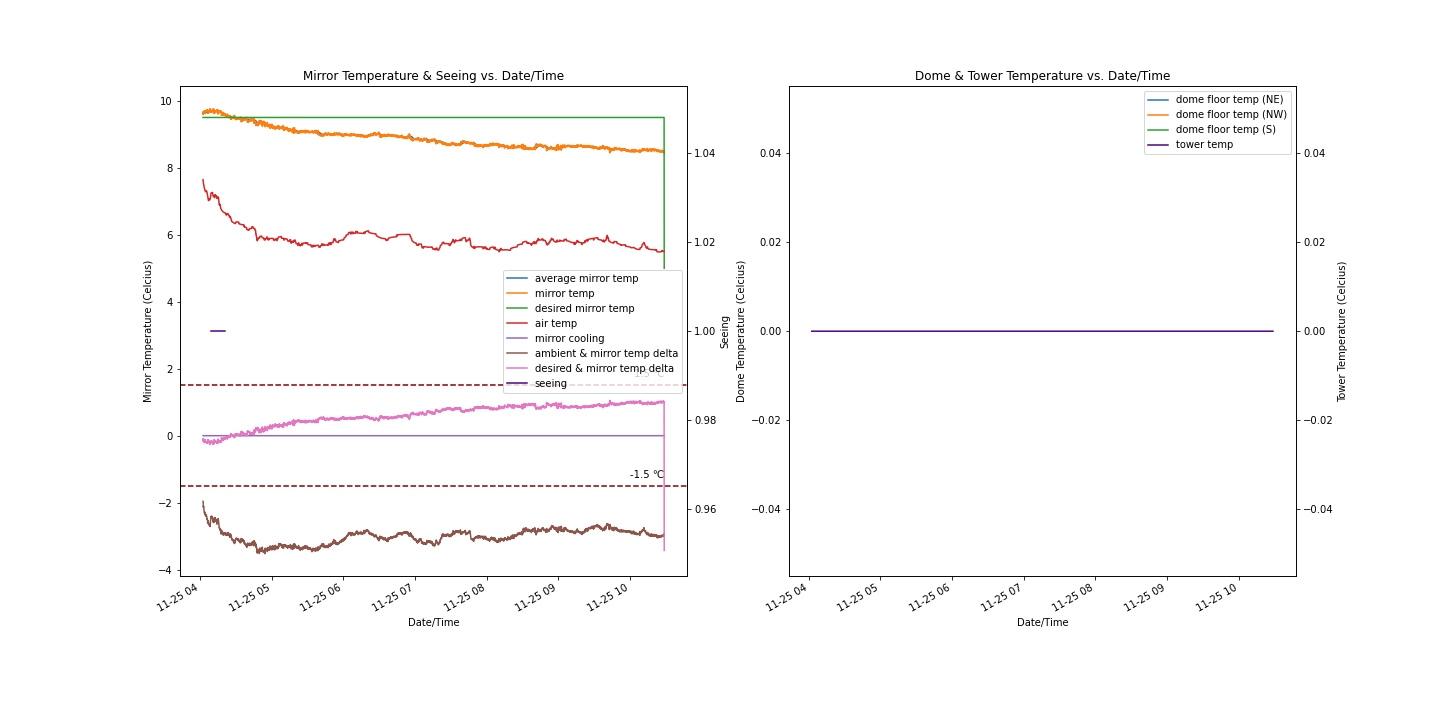 Mirror Temperature & Seeing vs. Date/Time
10
8
6
4
2
0
−2
−4
Mirror Temperature (Celcius)
1.04
1.02
1.00
0.98
0.96
Seeing
average mirror temp
mirror temp
desired mirror temp
air temp
mirror cooling
ambient & mirror temp delta
desired & mirror temp delta
seeing
-1.5 °C
11-25 04
11-25 05
11-25 06
11-25 07
11-25 08
11-25 09
11-25 10
Date/Time
Dome & Tower Temperature vs. Date/Time
0.04
0.02
0.00
−0.02
−0.04
Dome Temperature (Celcius)
dome floor temp (NE)
dome floor temp (NW)
dome floor temp (S)
tower temp
0.04
0.02
0.00
−0.02
−0.04
Tower Temperature (Celcius)
11-25 04
11-25 05
11-25 06
11-25 07
11-25 08
11-25 09
11-25 10
Date/Time